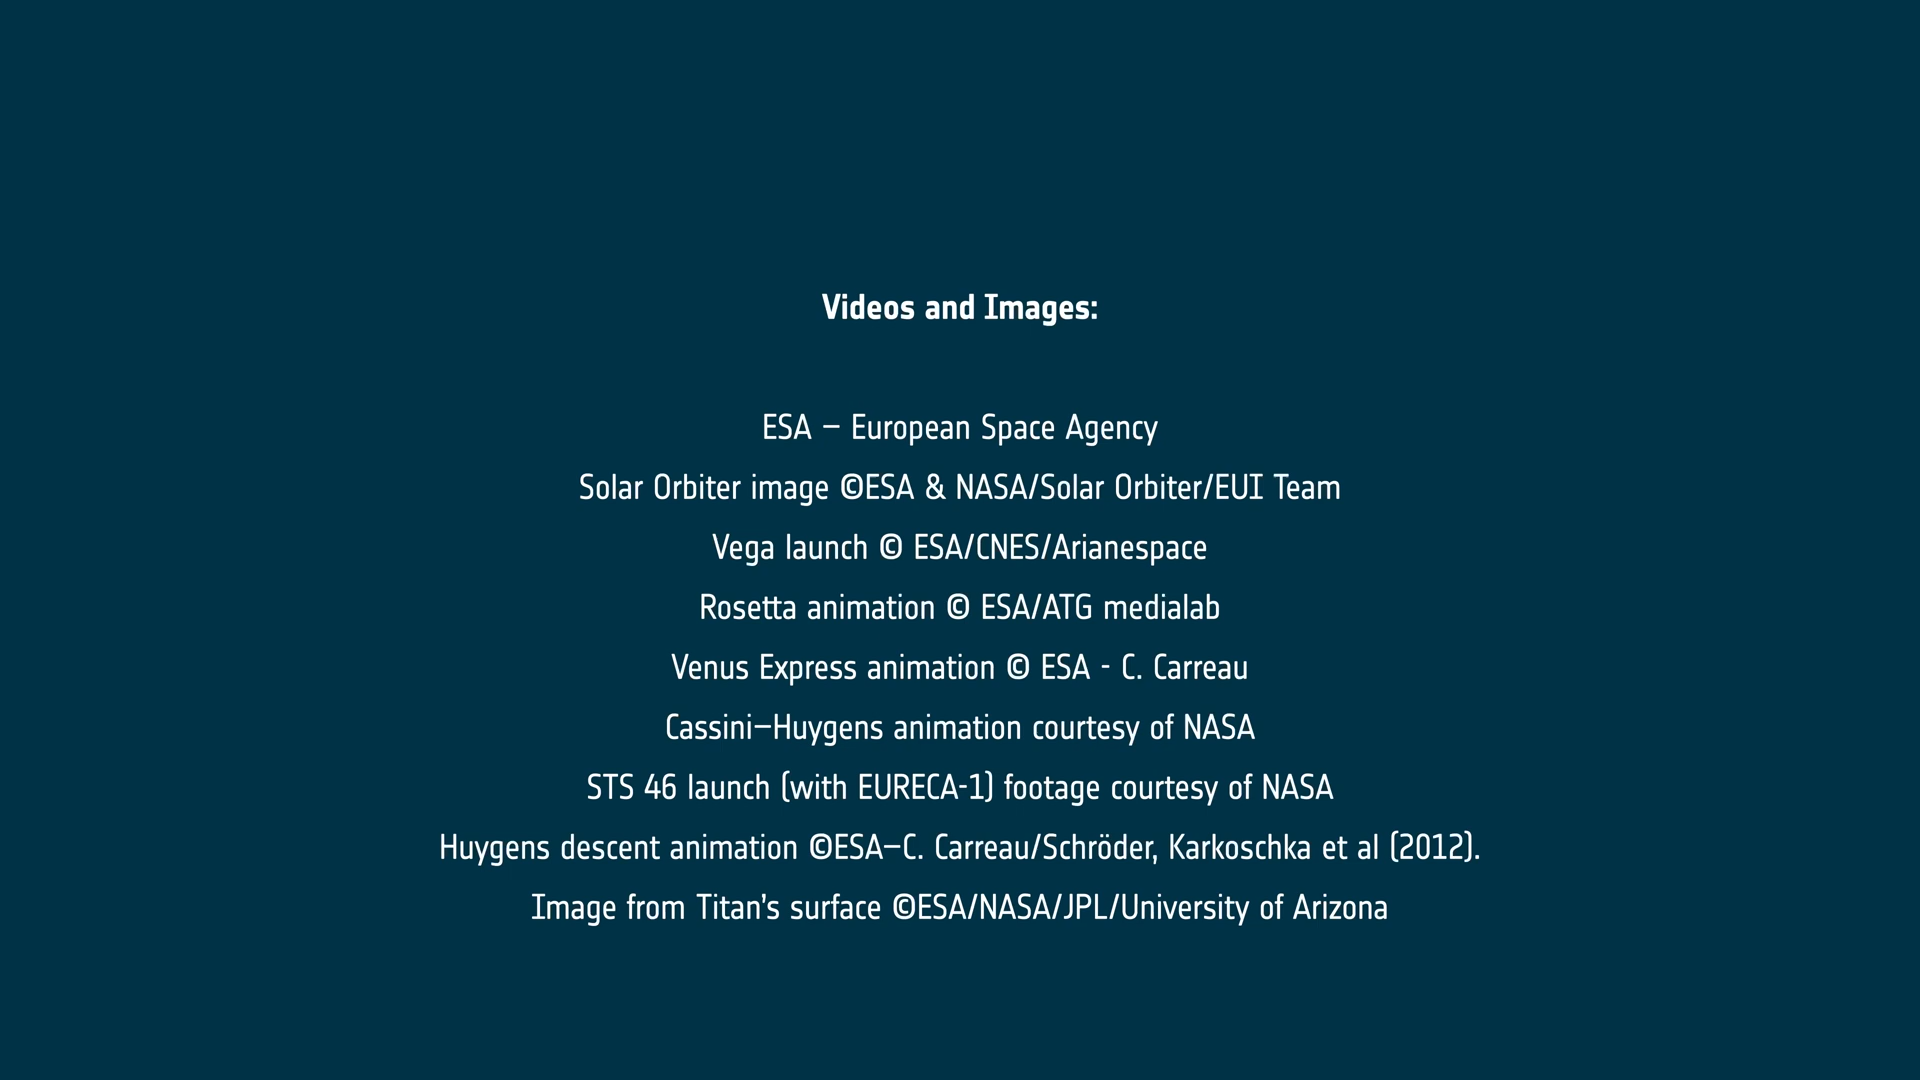 Videos and Images:
ESA – European Space Agency
Solar Orbiter image ©ESA & NASA/Solar Orbiter/EUI Team
Vega launch © ESA/CNES/Arianespace
Rosetta animation © ESA/ATG medialab
Venus Express animation © ESA - C. Carreau
Cassini–Huygens animation courtesy of NASA
STS 46 launch (with EURECA-1) footage courtesy of NASA
Huygens descent animation ©ESA–C. Carreau/Schröder, Karkoschka et al (2012).
Image from Titan’s surface ©ESA/NASA/JPL/University of Arizona